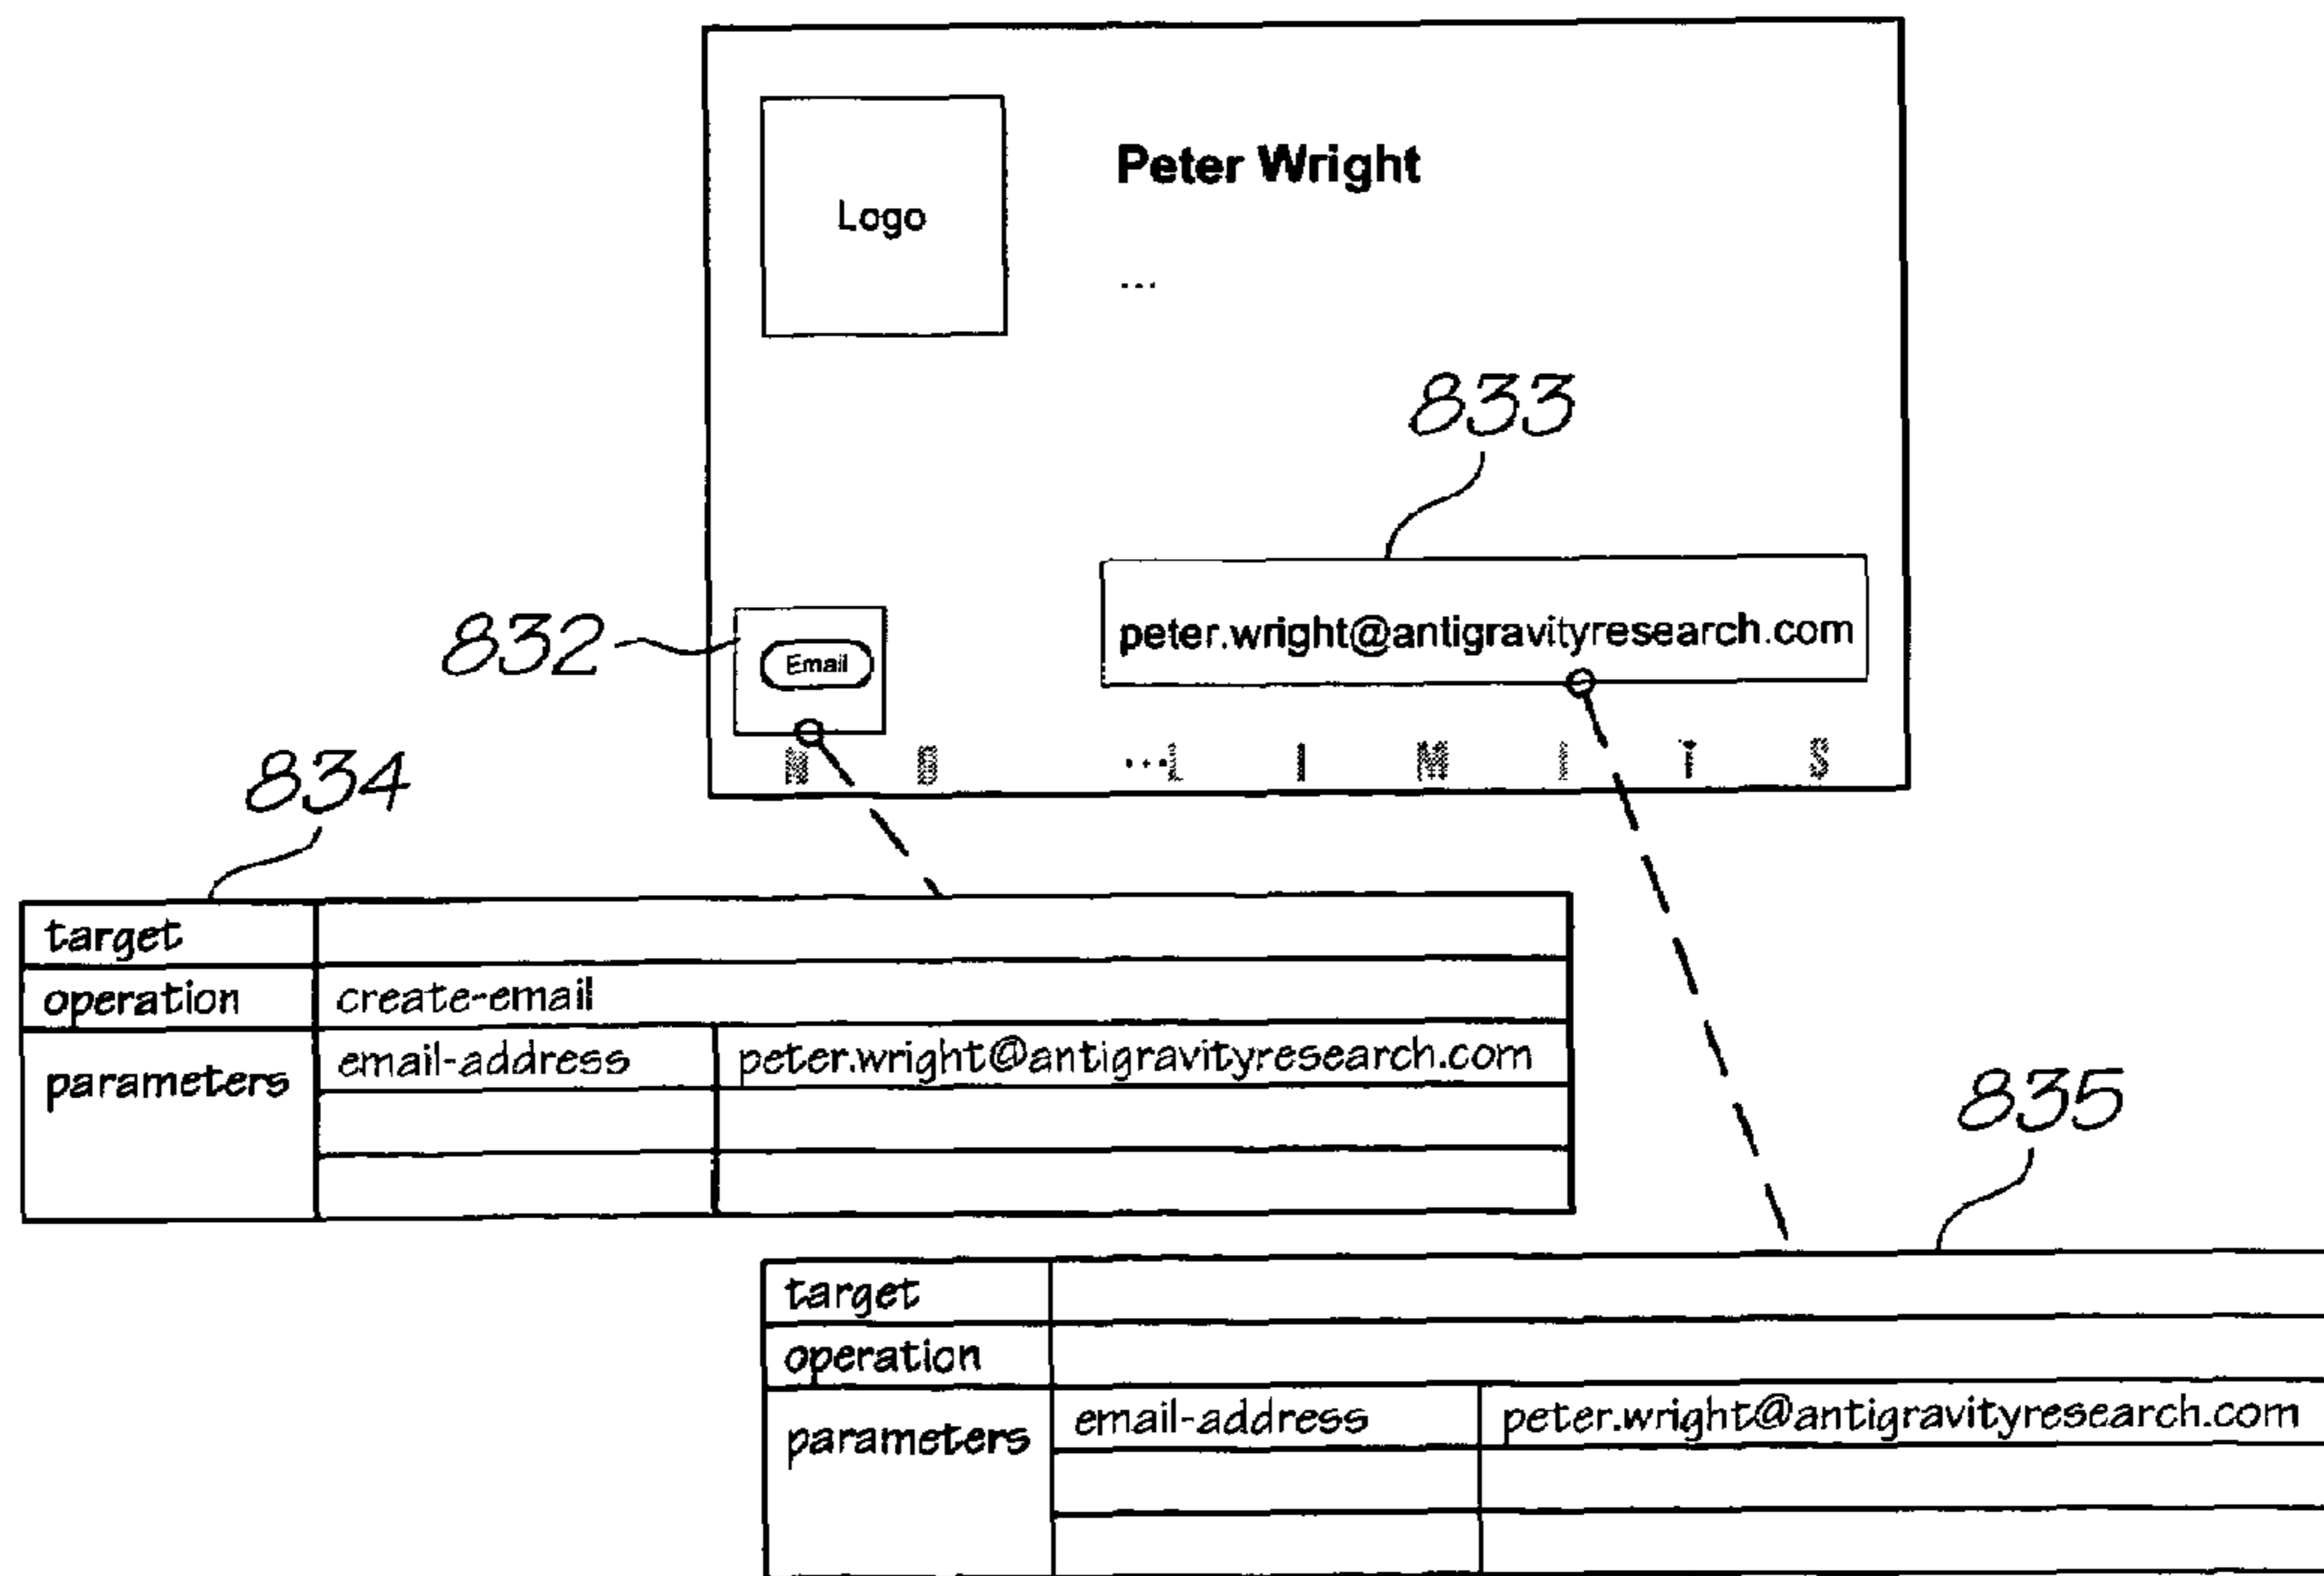 Logo
Peter Wright
...
833
peter.wright@antigravityresearch.com
832
Email
834
target
operation create-email
parameters email-address peter.wright@antigravityresearch.com
835
target
operation
parameters email-address peter.wright@antigravityresearch.com